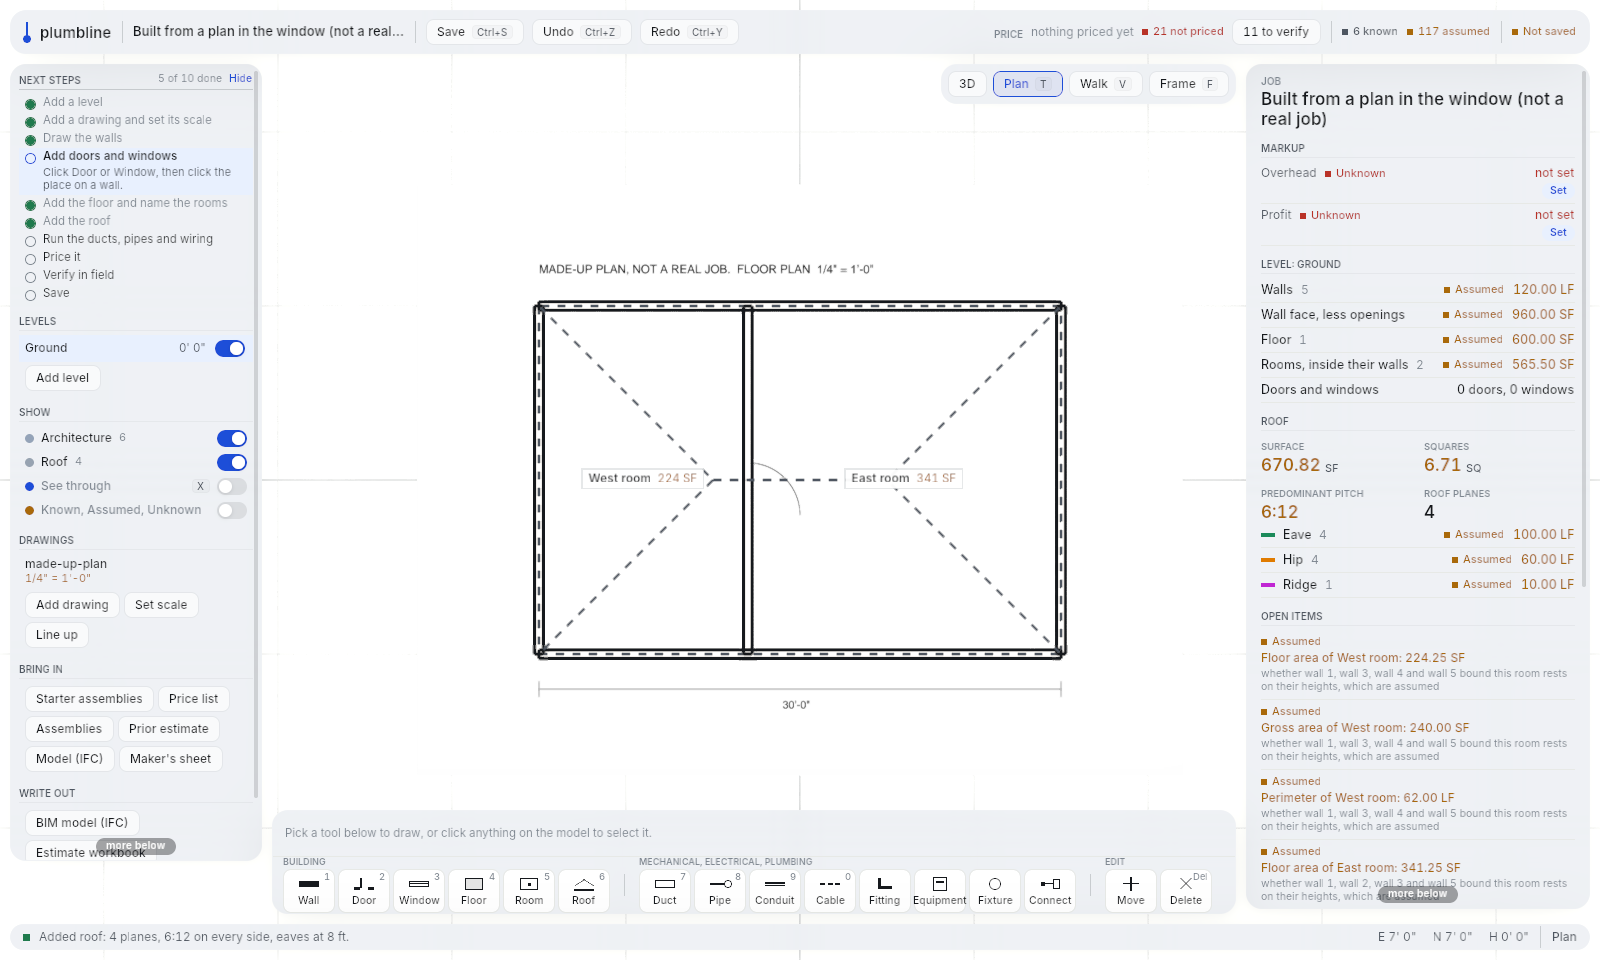 plumbline
Built from a plan in the window (not a real...
Save Ctrl+S
Undo Ctrl+Z
Redo Ctrl+Y
PRICE nothing priced yet
21 not priced
11 to verify
6 known
117 assumed
Not saved
NEXT STEPS 5 of 10 done Hide
Add a level
Add a drawing and set its scale
Draw the walls
Add doors and windows
Click Door or Window, then click the
place on a wall.
Add the floor and name the rooms
Add the roof
Run the ducts, pipes and wiring
Price it
Verify in field
Save
LEVELS
Ground 0' 0"
Add level
SHOW
Architecture 6
Roof 4
See through X
Known, Assumed, Unknown
DRAWINGS
made-up-plan
1/4" = 1'-0"
Add drawing Set scale
Line up
BRING IN
Starter assemblies Price list
Assemblies Prior estimate
Model (IFC) Maker's sheet
WRITE OUT
BIM model (IFC)
Estimate workbook
more below
3D
Plan T
Walk V
Frame F
MADE-UP PLAN, NOT A REAL JOB. FLOOR PLAN 1/4" = 1'-0"
West room 224 SF
East room 341 SF
30'-0"
Pick a tool below to draw, or click anything on the model to select it.
BUILDING
Wall 1
Door 2
Window 3
Floor 4
Room 5
Roof 6
MECHANICAL, ELECTRICAL, PLUMBING
Duct 7
Pipe 8
Conduit 9
Cable 0
Fitting
Equipment
Fixture
Connect
EDIT
Move
Delete Del
JOB
Built from a plan in the window (not a
real job)
MARKUP
Overhead Unknown not set
Set
Profit Unknown not set
Set
LEVEL: GROUND
Walls 5 Assumed 120.00 LF
Wall face, less openings Assumed 960.00 SF
Floor 1 Assumed 600.00 SF
Rooms, inside their walls 2 Assumed 565.50 SF
Doors and windows 0 doors, 0 windows
ROOF
SURFACE SQUARES
670.82 SF 6.71 SQ
PREDOMINANT PITCH ROOF PLANES
6:12 4
Eave 4 Assumed 100.00 LF
Hip 4 Assumed 60.00 LF
Ridge 1 Assumed 10.00 LF
OPEN ITEMS
Assumed
Floor area of West room: 224.25 SF
whether wall 1, wall 3, wall 4 and wall 5 bound this room rests
on their heights, which are assumed
Assumed
Gross area of West room: 240.00 SF
whether wall 1, wall 3, wall 4 and wall 5 bound this room rests
on their heights, which are assumed
Assumed
Perimeter of West room: 62.00 LF
whether wall 1, wall 3, wall 4 and wall 5 bound this room rests
on their heights, which are assumed
Assumed
Floor area of East room: 341.25 SF
whether wall 1, wall 2, wall 3 and wall 5 bound this room rests
on their heights, which are assumed
more below
Added roof: 4 planes, 6:12 on every side, eaves at 8 ft.
E 7' 0" N 7' 0" H 0' 0" Plan